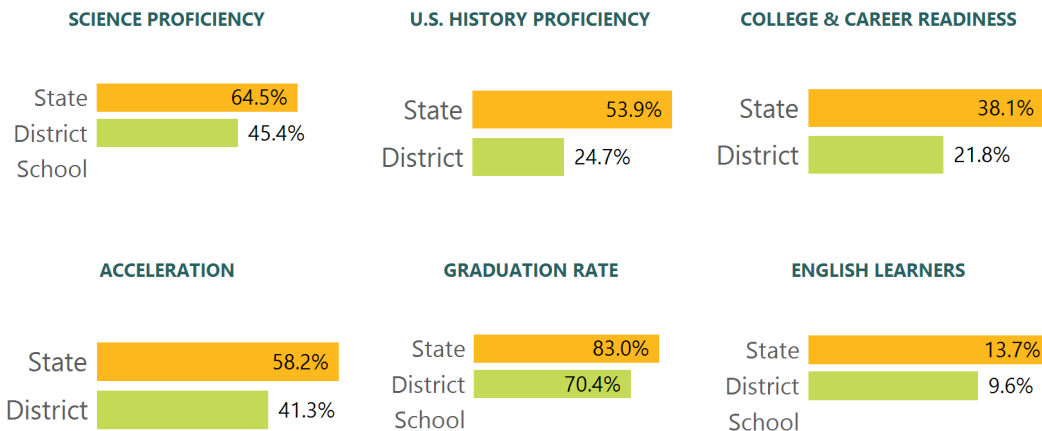 SCIENCE PROFICIENCY
State 64.5%
District 45.4%
School
U.S. HISTORY PROFICIENCY
State 53.9%
District 24.7%
COLLEGE & CAREER READINESS
State 38.1%
District 21.8%
ACCELERATION
State 58.2%
District 41.3%
GRADUATION RATE
State 83.0%
District 70.4%
School
ENGLISH LEARNERS
State 13.7%
District 9.6%
School